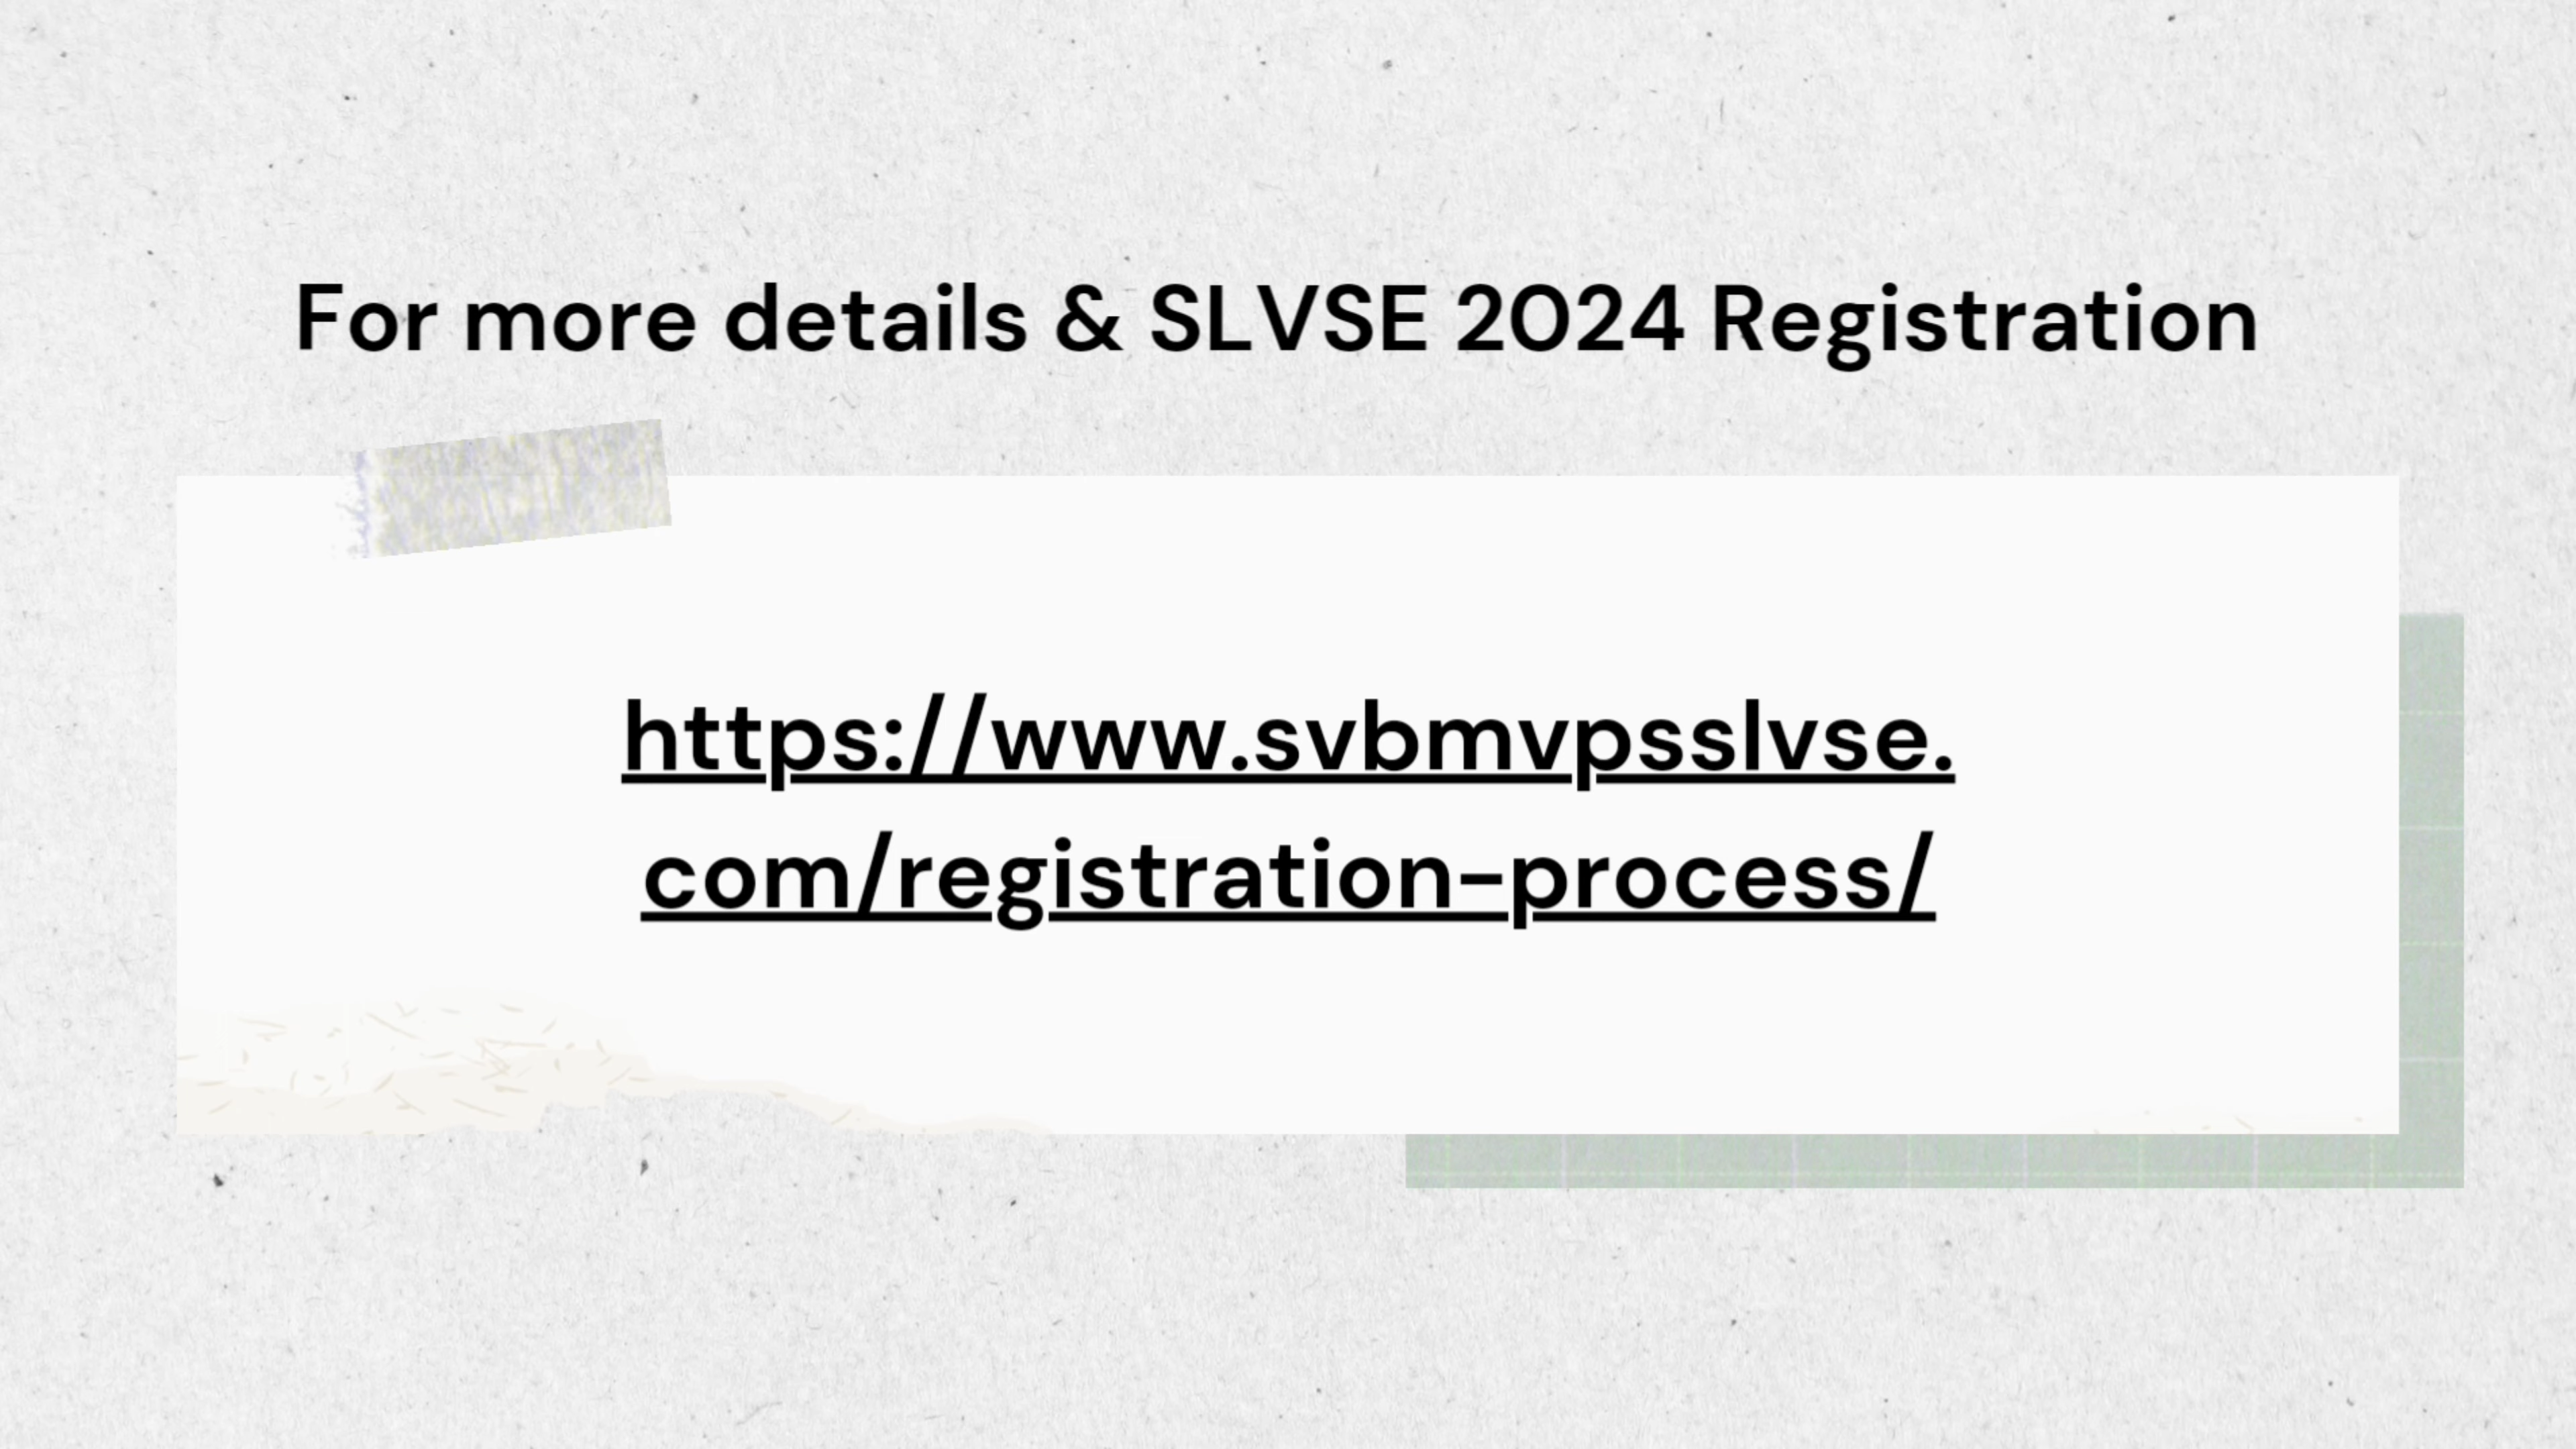 For more details & SLVSE 2024 Registration
https://www.svbmvpsslvse.
com/registration-process/